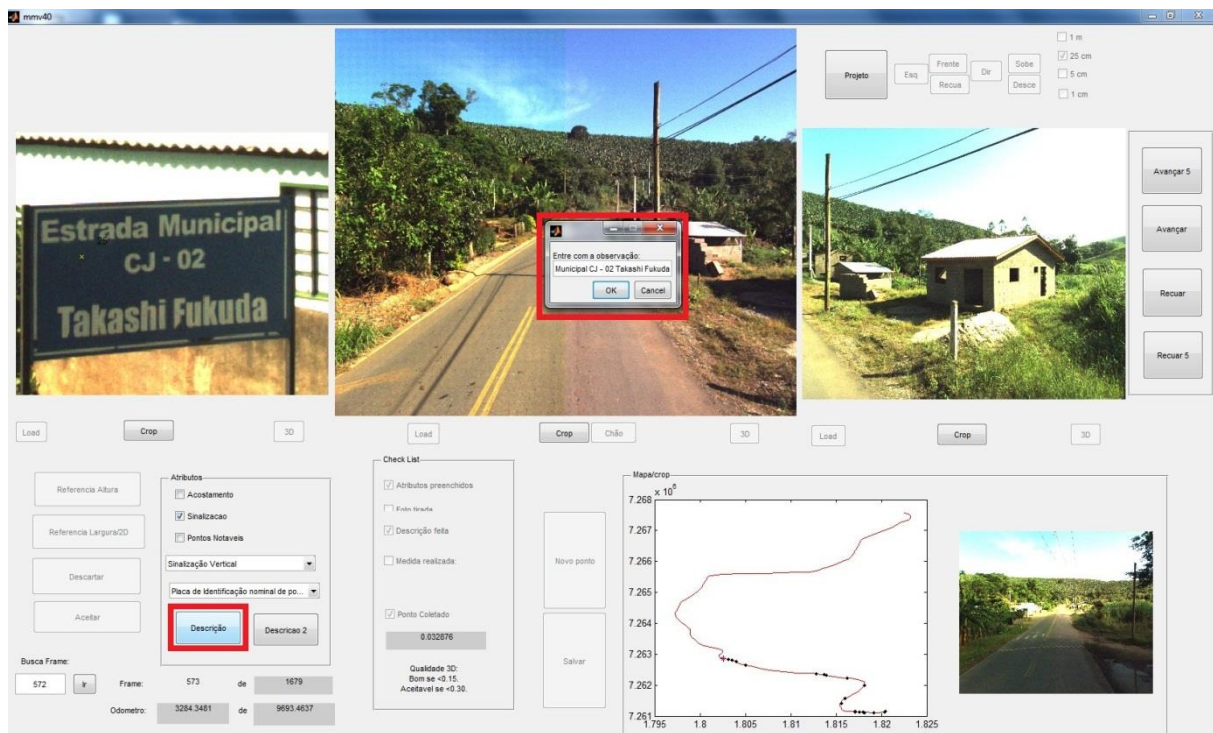 mmv40
Estrada Municipal
CJ - 02
Takashi Fukuda
Entre com a observação:
Municipal CJ - 02 Takashi Fukuda
OK Cancel
Projeto
Esq
Frente
Recua
Dir
Sobe
Desce
1 m
25 cm
5 cm
1 cm
Avançar 5
Avançar
Recuar
Recuar 5
Load Crop 3D
Load Crop Chão 3D
Load Crop 3D
Referencia Altura
Referencia Largura/2D
Descartar
Aceitar
Atributos
Acostamento
Sinalizacao
Pontos Notaveis
Sinalização Vertical
Placa de Identificação nominal de po...
Descrição Descricao 2
Busca Frame:
572 Ir
Frame: 573 de 1679
Odometro: 3284.3481 de 9693.4637
Check List
Atributos preenchidos
Foto tirada
Descrição feita
Medida realizada:
Ponto Coletado
0.032876
Qualidade 3D:
Bom se <0.15.
Aceitavel se <0.30.
Novo ponto
Salvar
Mapa/crop
x 10⁶
7.268
7.267
7.266
7.265
7.264
7.263
7.262
7.261
1.795 1.8 1.805 1.81 1.815 1.82 1.825